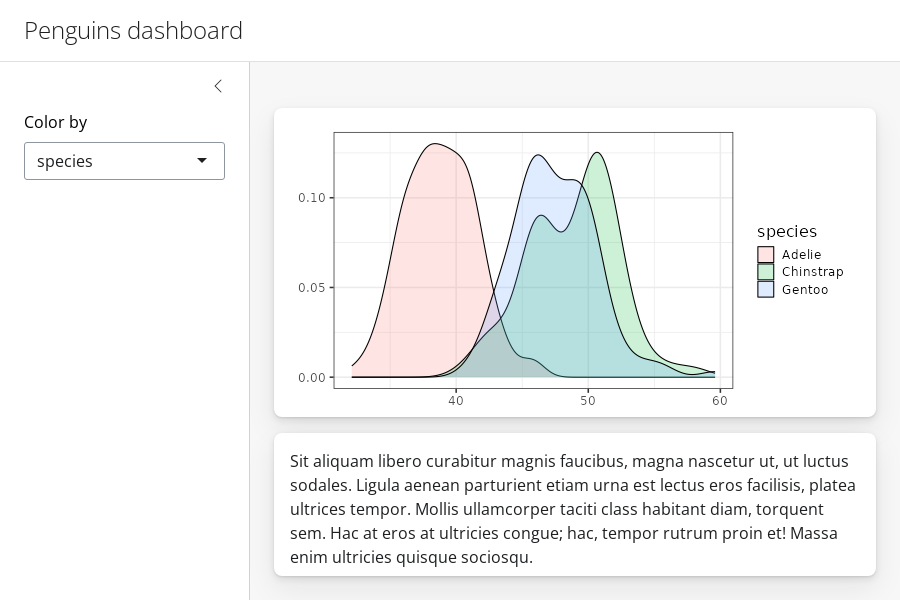 Penguins dashboard
Color by
species
0.10
0.05
0.00
40 50 60
species
Adelie
Chinstrap
Gentoo
Sit aliquam libero curabitur magnis faucibus, magna nascetur ut, ut luctus
sodales. Ligula aenean parturient etiam urna est lectus eros facilisis, platea
ultrices tempor. Mollis ullamcorper taciti class habitant diam, torquent
sem. Hac at eros at ultricies congue; hac, tempor rutrum proin et! Massa
enim ultricies quisque sociosqu.